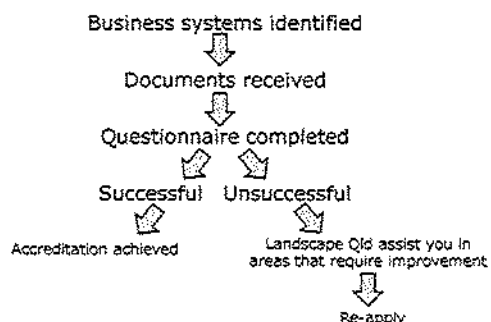 Business systems identified
Documents received
Questionnaire completed
Successful
Unsuccessful
Accreditation achieved
Landscape Qld assist you in
areas that require improvement
Re-apply